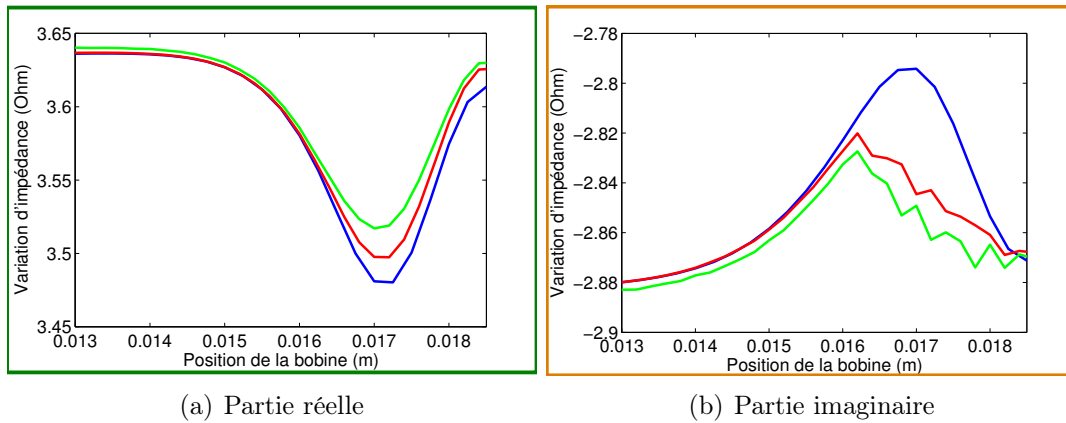 3.65
3.6
3.55
3.5
3.45
0.013 0.014 0.015 0.016 0.017 0.018
Position de la bobine (m)
Variation d'impédance (Ohm)
(a) Partie réelle
−2.78
−2.8
−2.82
−2.84
−2.86
−2.88
−2.9
0.013 0.014 0.015 0.016 0.017 0.018
Position de la bobine (m)
Variation d'impédance (Ohm)
(b) Partie imaginaire